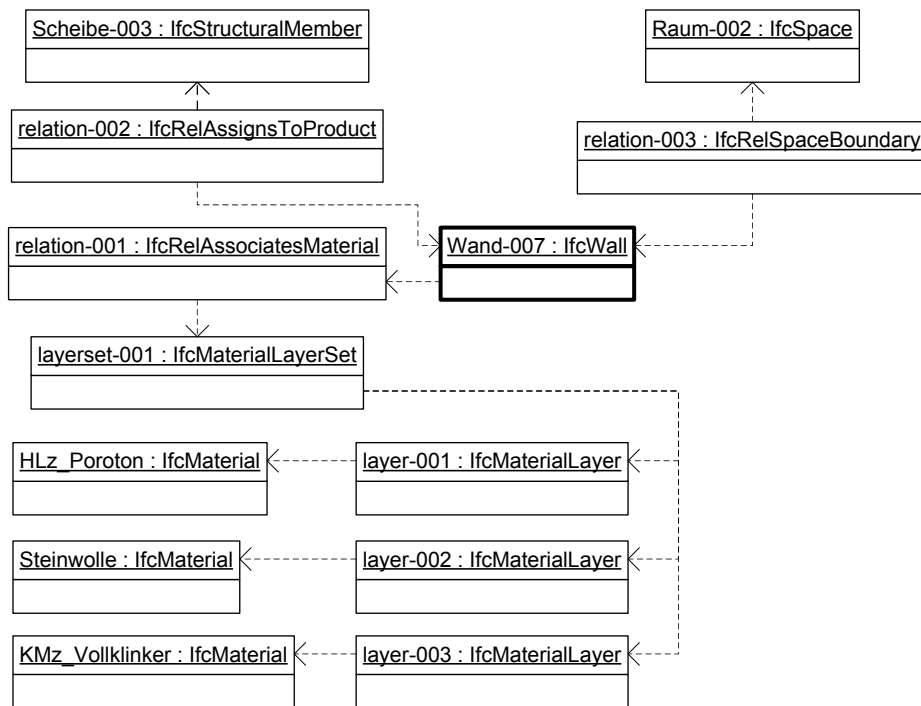 Scheibe-003 : IfcStructuralMember
Raum-002 : IfcSpace
relation-002 : IfcRelAssignsToProduct
relation-003 : IfcRelSpaceBoundary
relation-001 : IfcRelAssociatesMaterial
Wand-007 : IfcWall
layerset-001 : IfcMaterialLayerSet
HLz_Poroton : IfcMaterial
layer-001 : IfcMaterialLayer
Steinwolle : IfcMaterial
layer-002 : IfcMaterialLayer
KMz_Vollklinker : IfcMaterial
layer-003 : IfcMaterialLayer